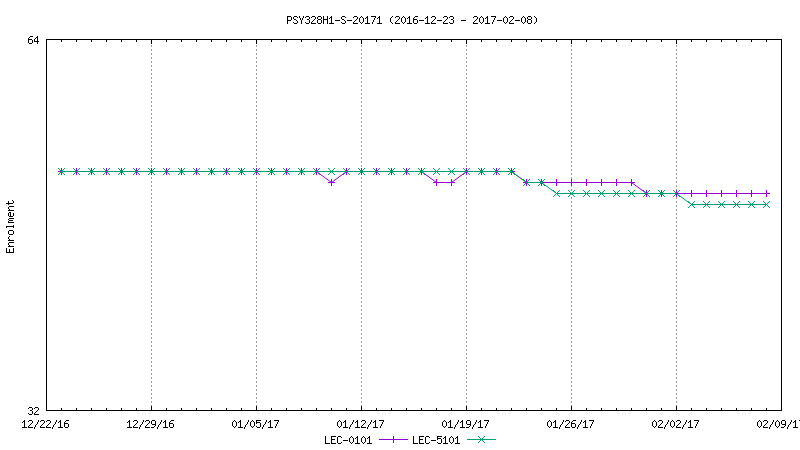 PSY328H1-S-20171 (2016-12-23 - 2017-02-08)
64
Enrolment
32
12/22/16 12/29/16 01/05/17 01/12/17 01/19/17 01/26/17 02/02/17 02/09/1
LEC-0101 LEC-5101